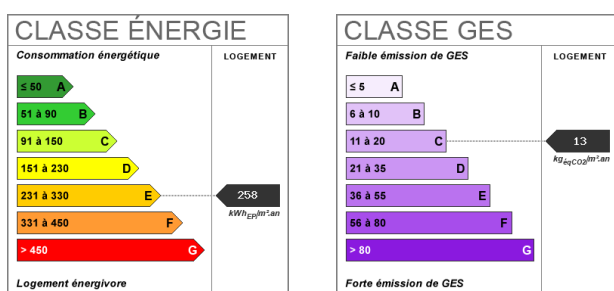 CLASSE ÉNERGIE
Consommation énergétique
LOGEMENT
≤ 50 A
51 à 90 B
91 à 150 C
151 à 230 D
231 à 330 E
258
kWhEP/m².an
331 à 450 F
> 450 G
Logement énergivore
CLASSE GES
Faible émission de GES
LOGEMENT
≤ 5 A
6 à 10 B
11 à 20 C
13
kgéqCO2/m².an
21 à 35 D
36 à 55 E
56 à 80 F
> 80 G
Forte émission de GES